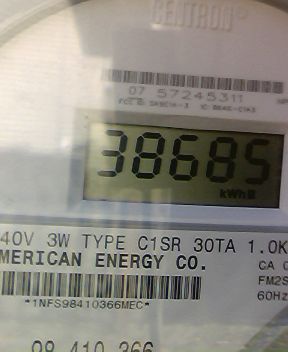 CENTRON®
07 57245311
38685
kWh
40V 3W TYPE C1SR 30TA 1.0K
MERICAN ENERGY CO.
CA 0
FM2S
*1NFS98410366MEC*
60Hz
98 410 366